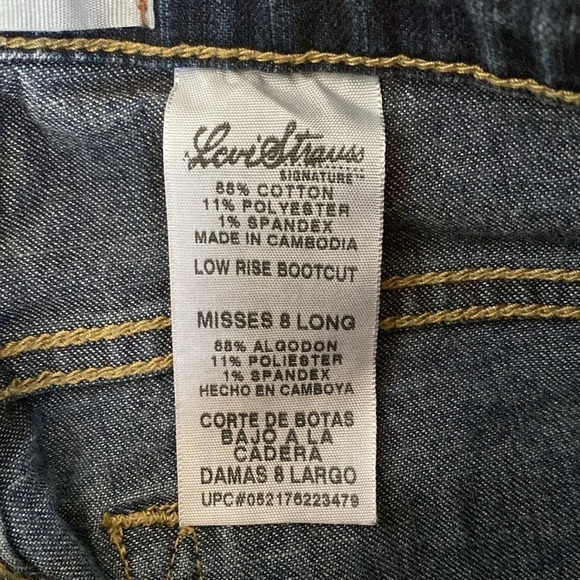 Levi Strauss
SIGNATURE™
88% COTTON
11% POLYESTER
1% SPANDEX
MADE IN CAMBODIA
LOW RISE BOOTCUT
MISSES 8 LONG
88% ALGODON
11% POLIESTER
1% SPANDEX
HECHO EN CAMBOYA
CORTE DE BOTAS
BAJO A LA
CADERA
DAMAS 8 LARGO
UPC#052176223479